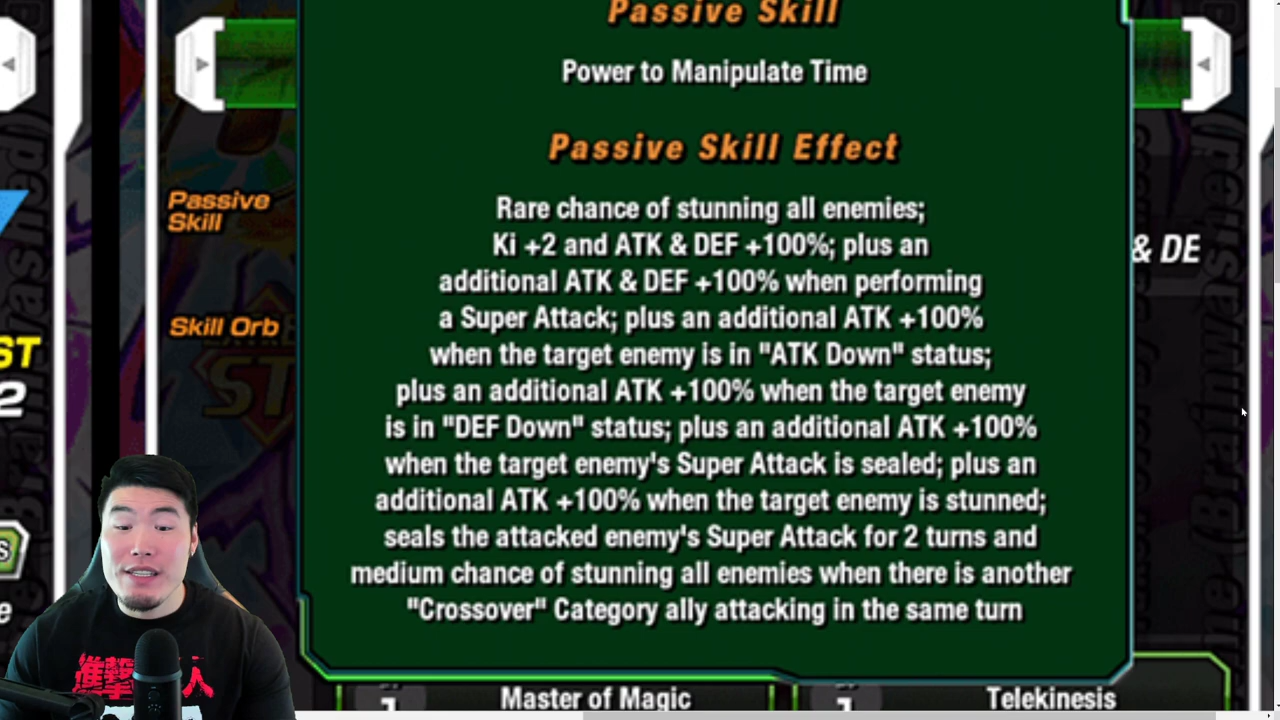 Passive Skill
Power to Manipulate Time
Passive Skill Effect
Rare chance of stunning all enemies;
Ki +2 and ATK & DEF +100%; plus an
additional ATK & DEF +100% when performing
a Super Attack; plus an additional ATK +100%
when the target enemy is in "ATK Down" status;
plus an additional ATK +100% when the target enemy
is in "DEF Down" status; plus an additional ATK +100%
when the target enemy's Super Attack is sealed; plus an
additional ATK +100% when the target enemy is stunned;
seals the attacked enemy's Super Attack for 2 turns and
medium chance of stunning all enemies when there is another
"Crossover" Category ally attacking in the same turn
Passive
Skill
Skill Orb
& DE
ST
2
Master of Magic
Telekinesis
進撃 人
(Brainwashed)